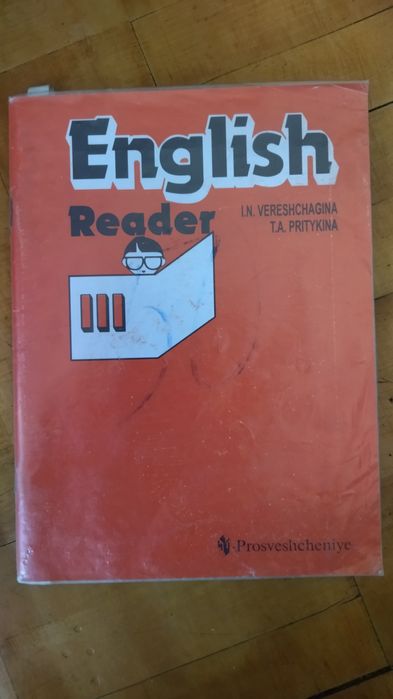 English
Reader
I.N. VERESHCHAGINA
T.A. PRITYKINA
III
Prosveshcheniye